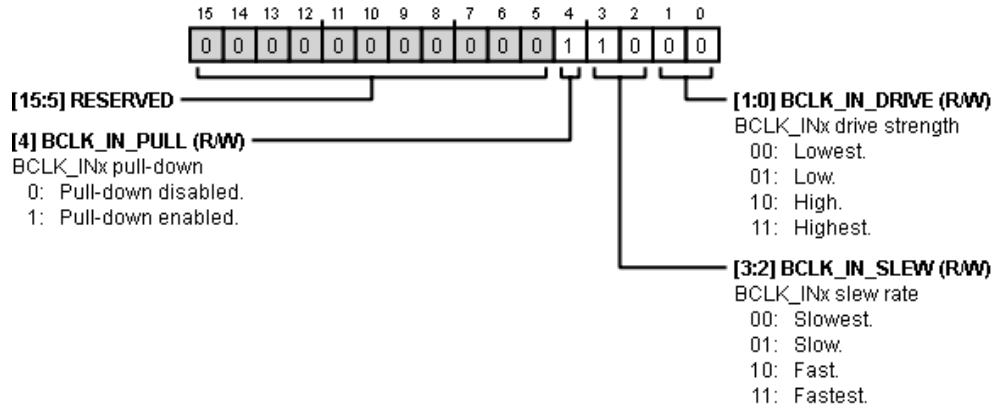 15 14 13 12 11 10 9 8 7 6 5 4 3 2 1 0
0 0 0 0 0 0 0 0 0 0 0 1 1 0 0 0
[15:5] RESERVED
[4] BCLK_IN_PULL (R/W)
BCLK_INx pull-down
0: Pull-down disabled.
1: Pull-down enabled.
[1:0] BCLK_IN_DRIVE (R/W)
BCLK_INx drive strength
00: Lowest.
01: Low.
10: High.
11: Highest.
[3:2] BCLK_IN_SLEW (R/W)
BCLK_INx slew rate
00: Slowest.
01: Slow.
10: Fast.
11: Fastest.